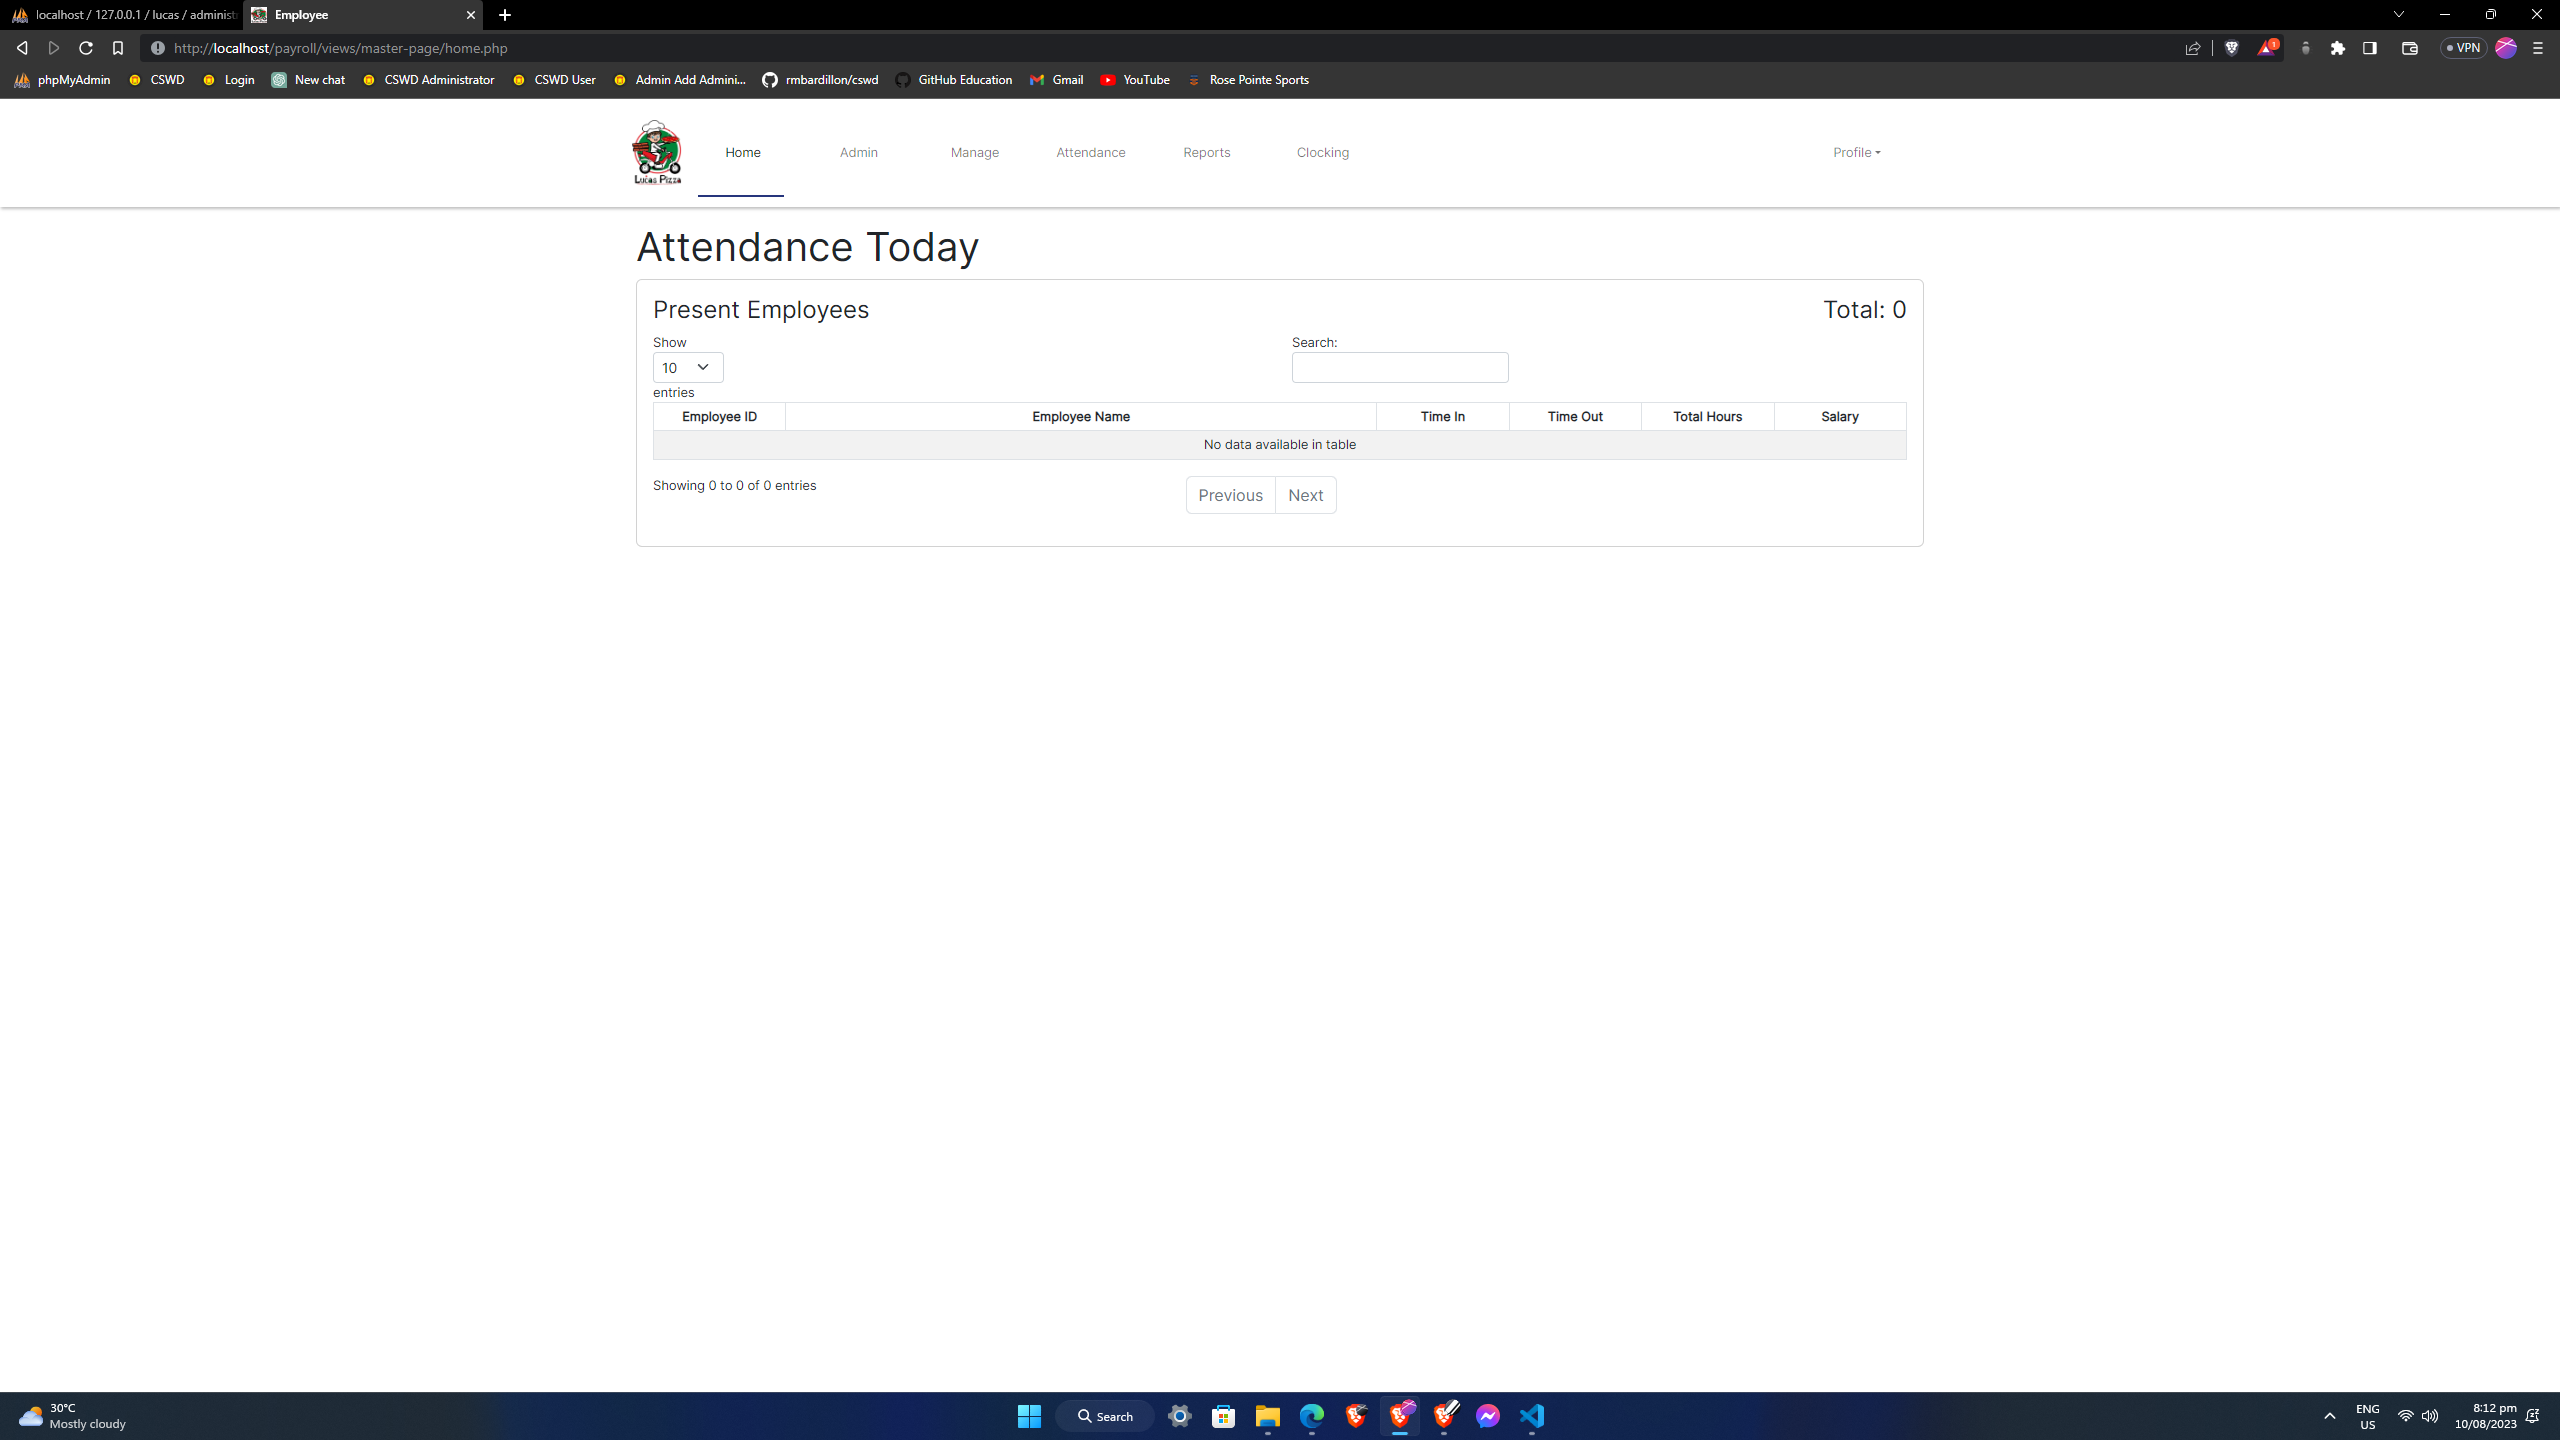 localhost / 127.0.0.1 / lucas / administ
Employee
http://localhost/payroll/views/master-page/home.php
1
VPN
phpMyAdmin
CSWD
Login
New chat
CSWD Administrator
CSWD User
Admin Add Admini...
rmbardillon/cswd
GitHub Education
Gmail
YouTube
Rose Pointe Sports
Lucas Pizza
Home
Admin
Manage
Attendance
Reports
Clocking
Profile
Attendance Today
Present Employees
Total: 0
Show
10
entries
Search:
Employee ID
Employee Name
Time In
Time Out
Total Hours
Salary
No data available in table
Showing 0 to 0 of 0 entries
Previous
Next
30°C
Mostly cloudy
Search
ENG
US
8:12 pm
10/08/2023